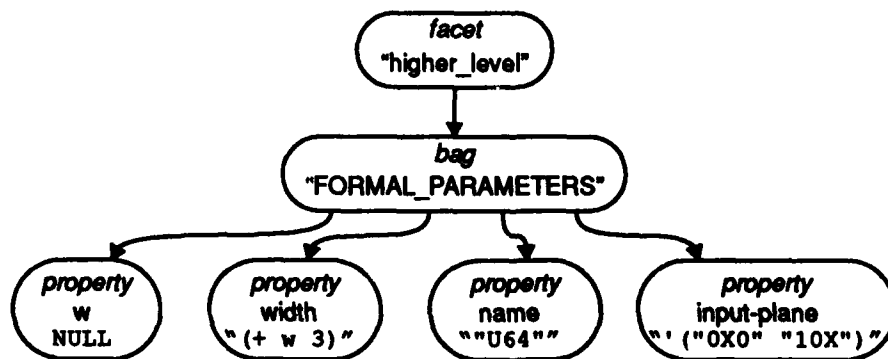 facet
"higher_level"
bag
"FORMAL_PARAMETERS"
property
w
NULL
property
width
"(+ w 3)"
property
name
""U64""
property
input-plane
"'("0X0" "10X")"